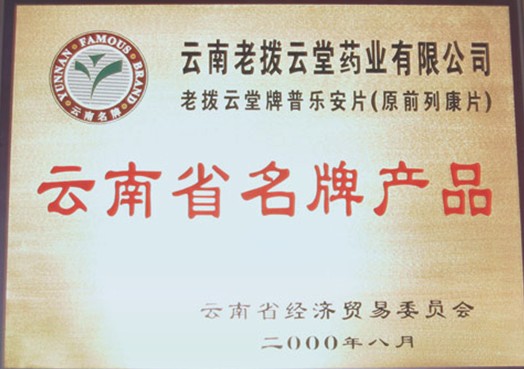 YUNNAN FAMOUS BRAND
云南名牌
云南老拨云堂药业有限公司
老拨云堂牌普乐安片(原前列康片)
云南省名牌产品
云南省经济贸易委员会
二000年八月